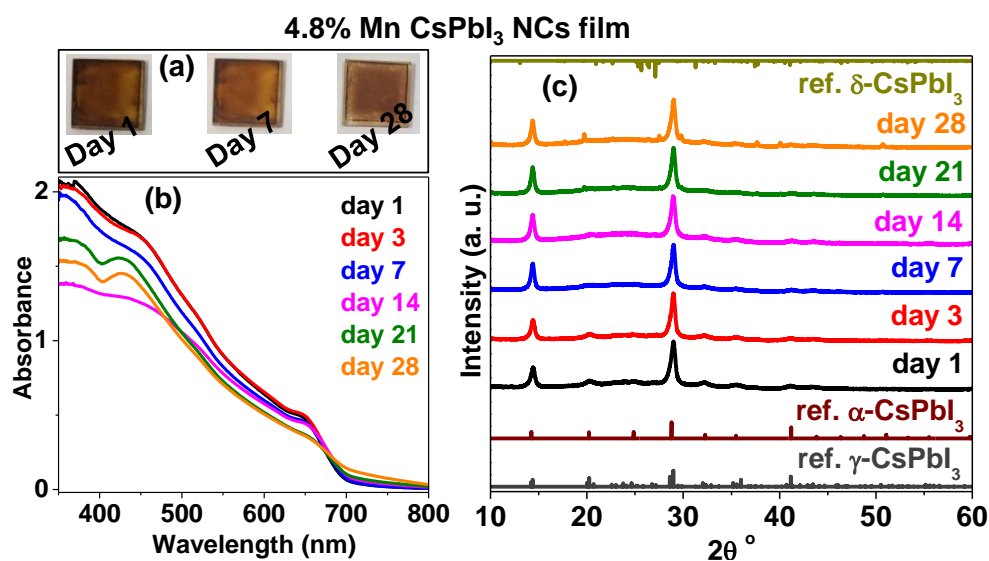 4.8% Mn CsPbI₃ NCs film
(a)
Day 1
Day 7
Day 28
(b)
day 1
day 3
day 7
day 14
day 21
day 28
Absorbance
2
1
0
400 500 600 700 800
Wavelength (nm)
(c)
ref. δ-CsPbI₃
day 28
day 21
day 14
day 7
day 3
day 1
ref. α-CsPbI₃
ref. γ-CsPbI₃
Intensity (a. u.)
10 20 30 40 50 60
2θ °